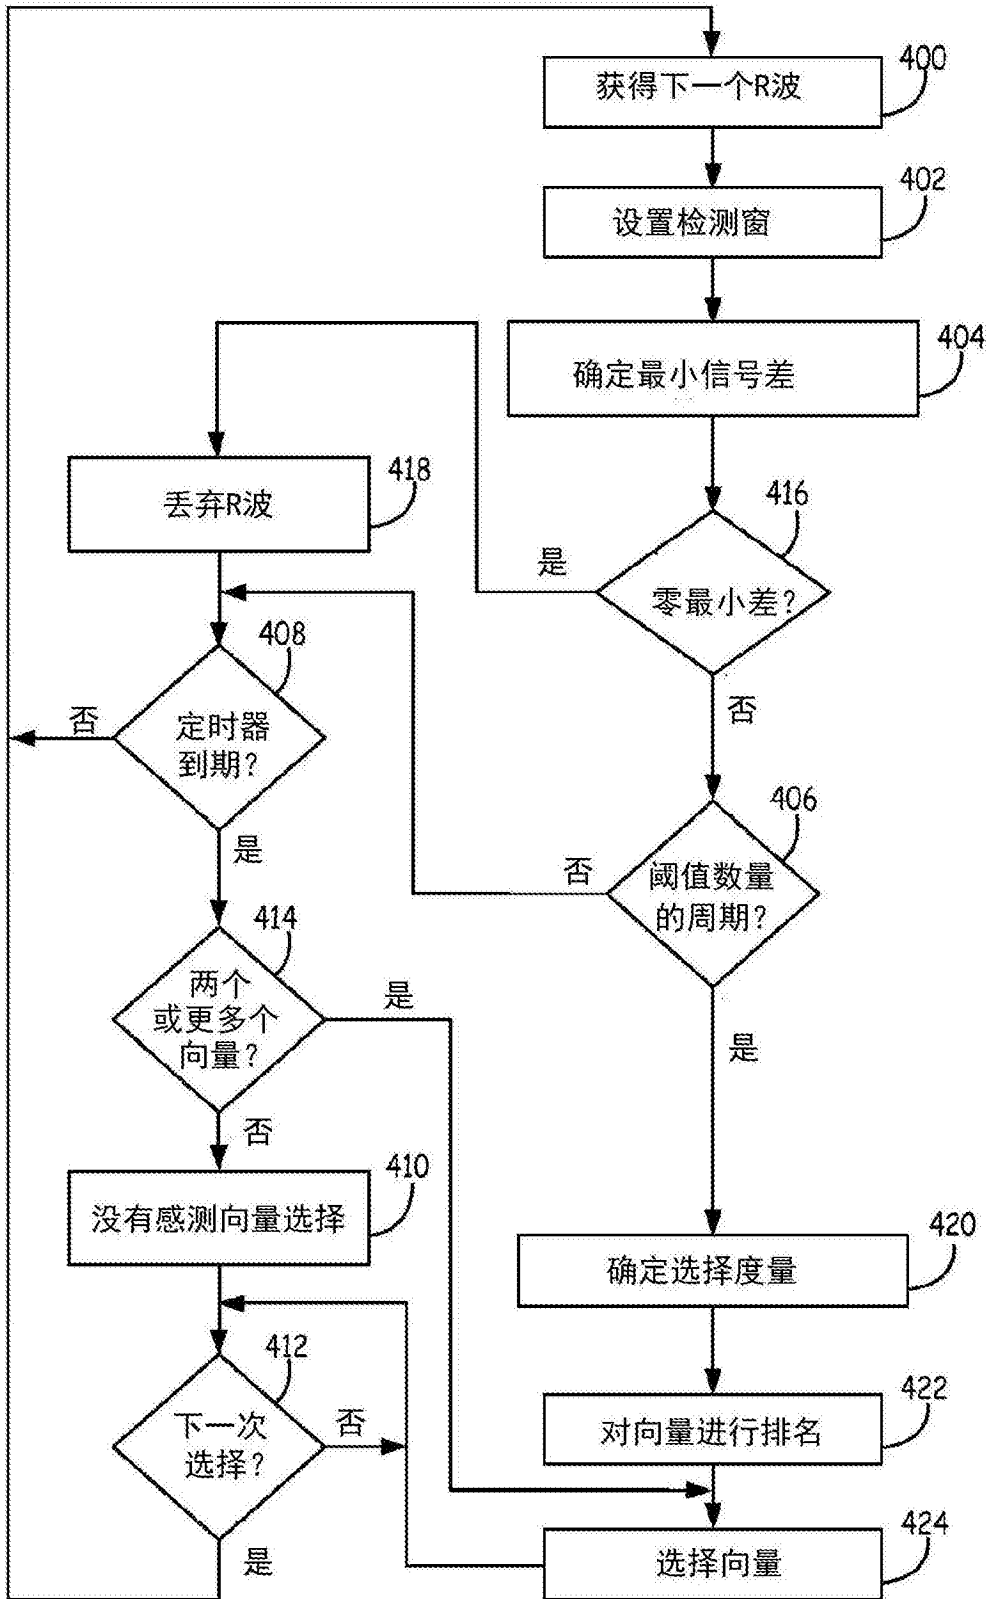 400
获得下一个R波
402
设置检测窗
404
确定最小信号差
416
零最小差?
是
否
418
丢弃R波
408
定时器
到期?
否
是
406
阈值数量
的周期?
否
是
414
两个
或更多个
向量?
是
否
410
没有感测向量选择
412
下一次
选择?
否
是
420
确定选择度量
422
对向量进行排名
424
选择向量